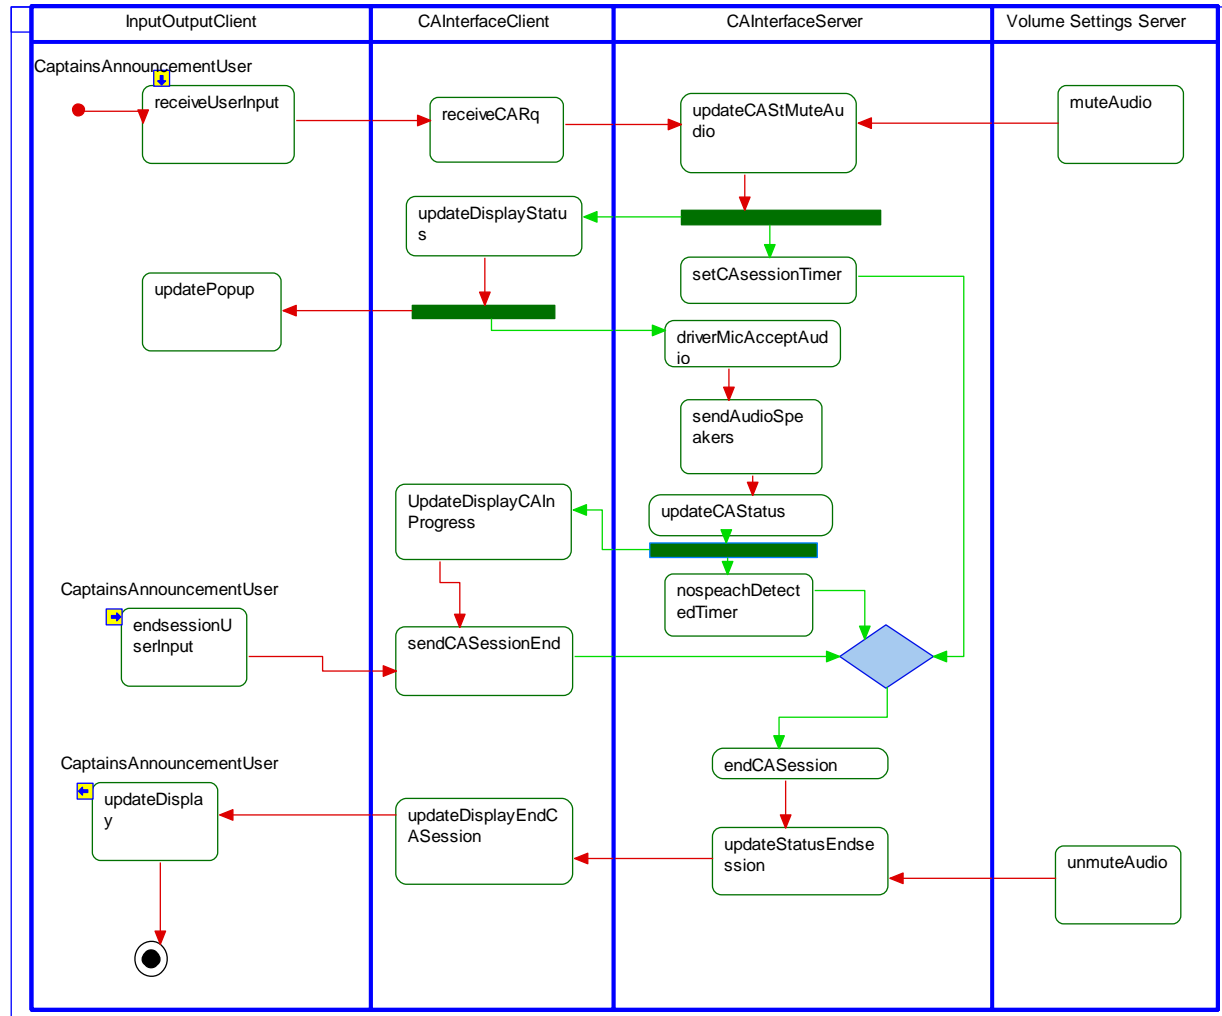 InputOutputClient
CAInterfaceClient
CAInterfaceServer
Volume Settings Server
CaptainsAnnouncementUser
receiveUserInput
receiveCARq
updateCAStMuteAu
dio
muteAudio
updateDisplayStatu
s
setCAsessionTimer
updatePopup
driverMicAcceptAud
io
sendAudioSpe
akers
UpdateDisplayCAIn
Progress
updateCAStatus
CaptainsAnnouncementUser
nospeachDetect
edTimer
endsessionU
serInput
sendCASessionEnd
CaptainsAnnouncementUser
endCASession
updateDispla
y
updateDisplayEndC
ASession
updateStatusEndse
ssion
unmuteAudio